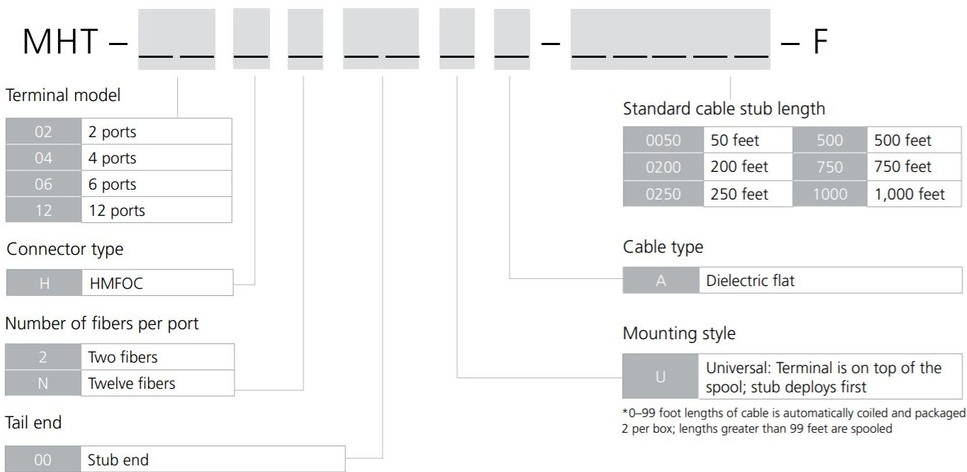 MHT – __ __ __ __ __ __ __ __ – __ __ __ __ – F
Terminal model
02 2 ports
04 4 ports
06 6 ports
12 12 ports
Connector type
H HMFOC
Number of fibers per port
2 Two fibers
N Twelve fibers
Tail end
00 Stub end
Standard cable stub length
0050 50 feet 500 500 feet
0200 200 feet 750 750 feet
0250 250 feet 1000 1,000 feet
Cable type
A Dielectric flat
Mounting style
U Universal: Terminal is on top of the
spool; stub deploys first
*0–99 foot lengths of cable is automatically coiled and packaged
2 per box; lengths greater than 99 feet are spooled